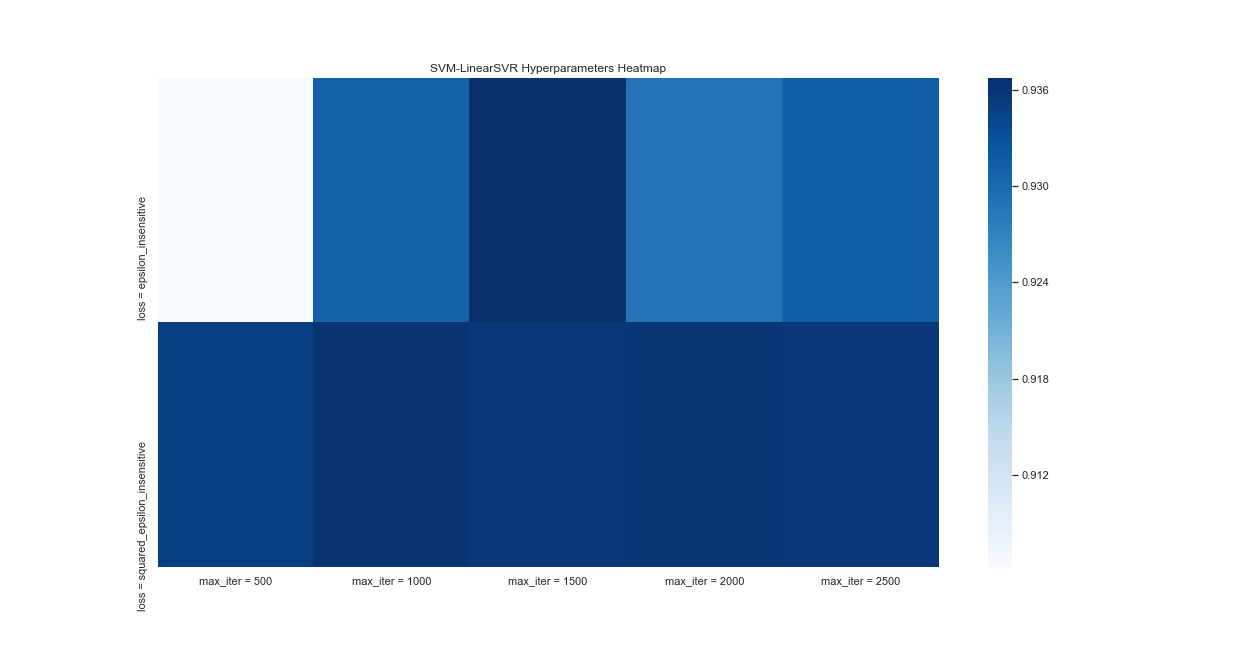 SVM-LinearSVR Hyperparameters Heatmap
loss = epsilon_insensitive
loss = squared_epsilon_insensitive
max_iter = 500
max_iter = 1000
max_iter = 1500
max_iter = 2000
max_iter = 2500
0.936
0.930
0.924
0.918
0.912